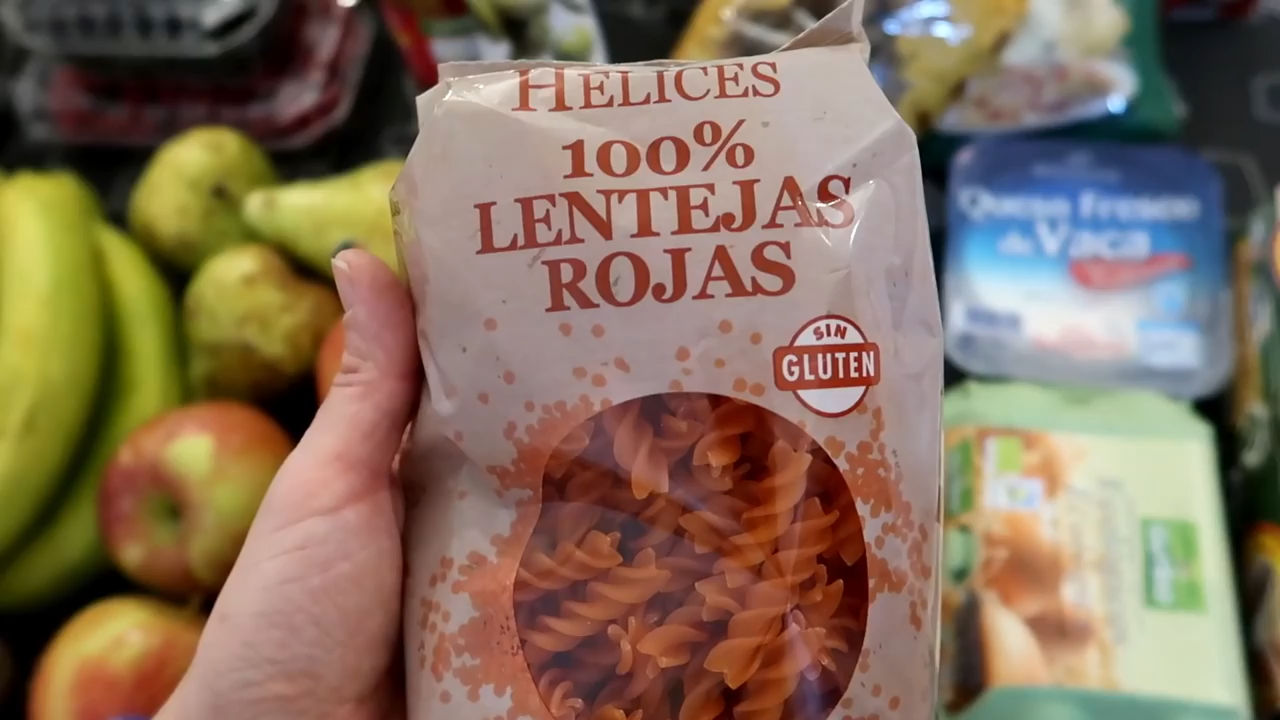 HELICES
100%
LENTEJAS
ROJAS
SIN
GLUTEN
Queso fresco
de Vaca